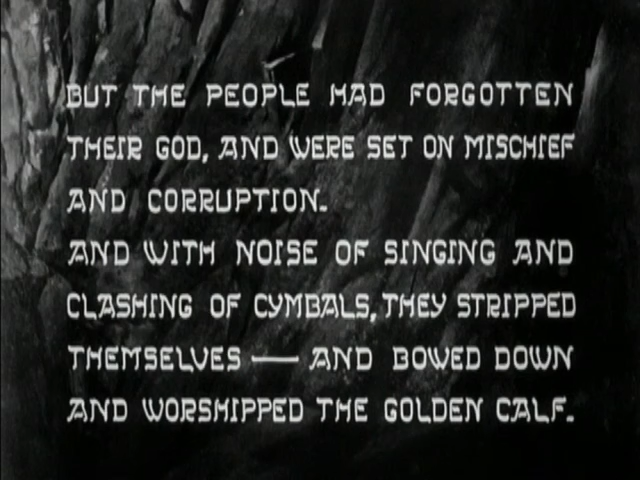 BUT THE PEOPLE HAD FORGOTTEN
THEIR GOD, AND WERE SET ON MISCHIEF
AND CORRUPTION.
AND WITH NOISE OF SINGING AND
CLASHING OF CYMBALS, THEY STRIPPED
THEMSELVES — AND BOWED DOWN
AND WORSHIPPED THE GOLDEN CALF.